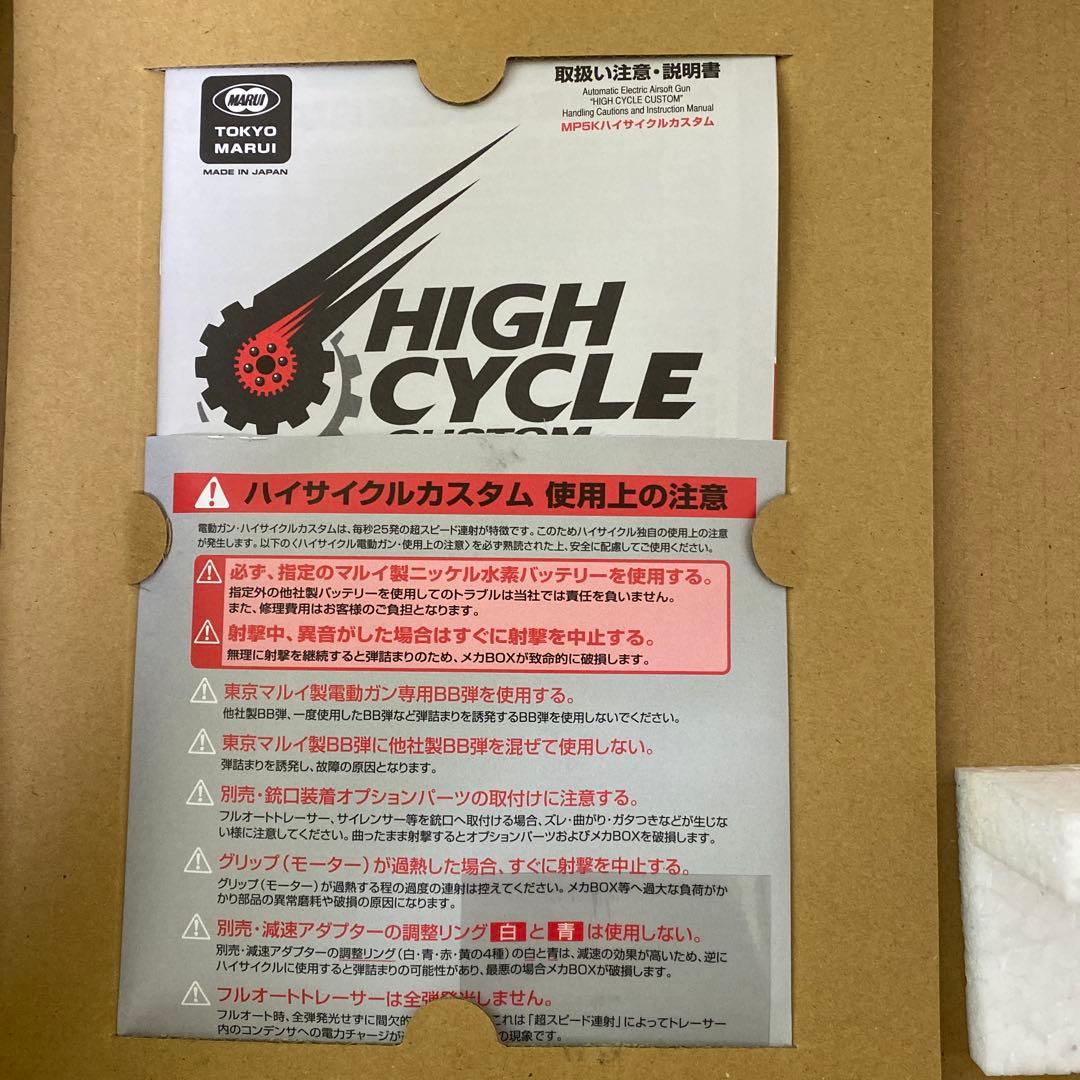 MARUI
TOKYO
MARUI
MADE IN JAPAN
取扱い注意・説明書
Automatic Electric Airsoft Gun
"HIGH CYCLE CUSTOM"
Handling Cautions and Instruction Manual
MP5Kハイサイクルカスタム
HIGH
CYCLE
CUSTOM
ハイサイクルカスタム 使用上の注意
電動ガン・ハイサイクルカスタムは、毎秒25発の超スピード連射が特徴です。このためハイサイクル独自の使用上の注意
が発生します。以下の〈ハイサイクル電動ガン・使用上の注意〉を必ず熟読された上、安全に配慮してご使用ください。
必ず、指定のマルイ製ニッケル水素バッテリーを使用する。
指定外の他社製バッテリーを使用してのトラブルは当社では責任を負いません。
また、修理費用はお客様のご負担となります。
射撃中、異音がした場合はすぐに射撃を中止する。
無理に射撃を継続すると弾詰まりのため、メカBOXが致命的に破損します。
東京マルイ製電動ガン専用BB弾を使用する。
他社製BB弾、一度使用したBB弾など弾詰まりを誘発するBB弾を使用しないでください。
東京マルイ製BB弾に他社製BB弾を混ぜて使用しない。
弾詰まりを誘発し、故障の原因となります。
別売・銃口装着オプションパーツの取付けに注意する。
フルオートトレーサー、サイレンサー等を銃口へ取付ける場合、ズレ・曲がり・ガタつきなどが生じな
い様に注意してください。曲ったまま射撃するとオプションパーツおよびメカBOXを破損します。
グリップ(モーター)が過熱した場合、すぐに射撃を中止する。
グリップ(モーター)が過熱する程の過度の連射は控えてください。メカBOX等へ過大な負荷がか
かり部品の異常磨耗や破損の原因になります。
別売・減速アダプターの調整リング 白 と 青 は使用しない。
別売・減速アダプターの調整リング(白・青・赤・黄の4種)の白と青は、減速の効果が高いため、逆に
ハイサイクルに使用すると弾詰まりの可能性があり、最悪の場合メカBOXが破損します。
フルオートトレーサーは全弾発光しません。
フルオート時、全弾発光せずに間欠的 これは「超スピード連射」によってトレーサー
内のコンデンサへの電力チャージが の現象です。